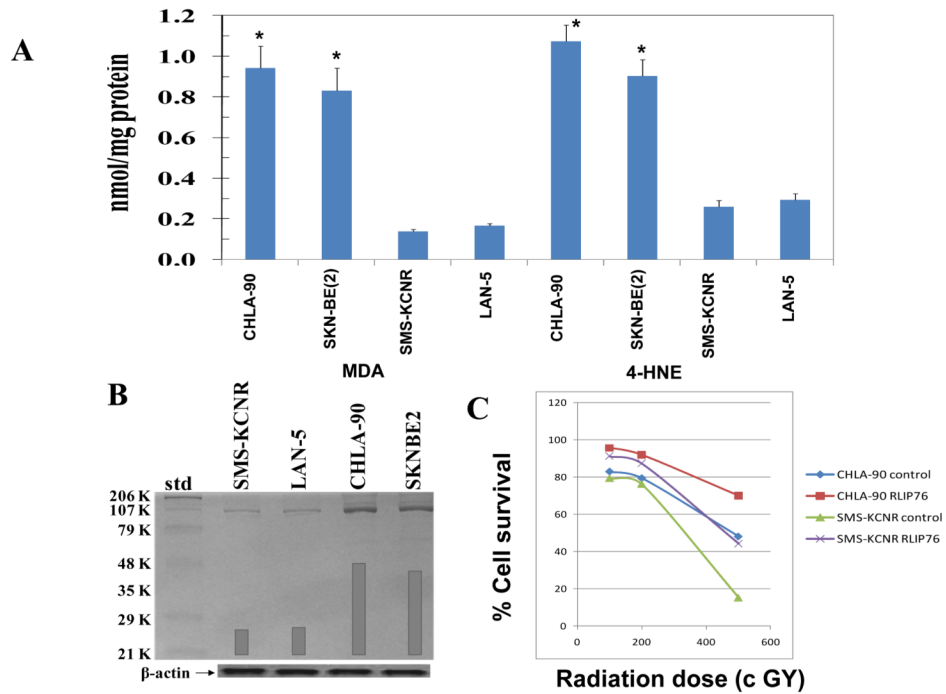 A
nmol/mg protein
1.2
1.0
0.8
0.6
0.4
0.2
0.0
*
*
*
*
CHLA-90
SKN-BE(2)
SMS-KCNR
LAN-5
CHLA-90
SKN-BE(2)
SMS-KCNR
LAN-5
MDA
4-HNE
B
std
SMS-KCNR
LAN-5
CHLA-90
SKNBE2
206 K
107 K
79 K
48 K
35 K
29 K
21 K
β-actin →
C
% Cell survival
120
100
80
60
40
20
0
0
200
400
600
Radiation dose (c GY)
CHLA-90 control
CHLA-90 RLIP76
SMS-KCNR control
SMS-KCNR RLIP76